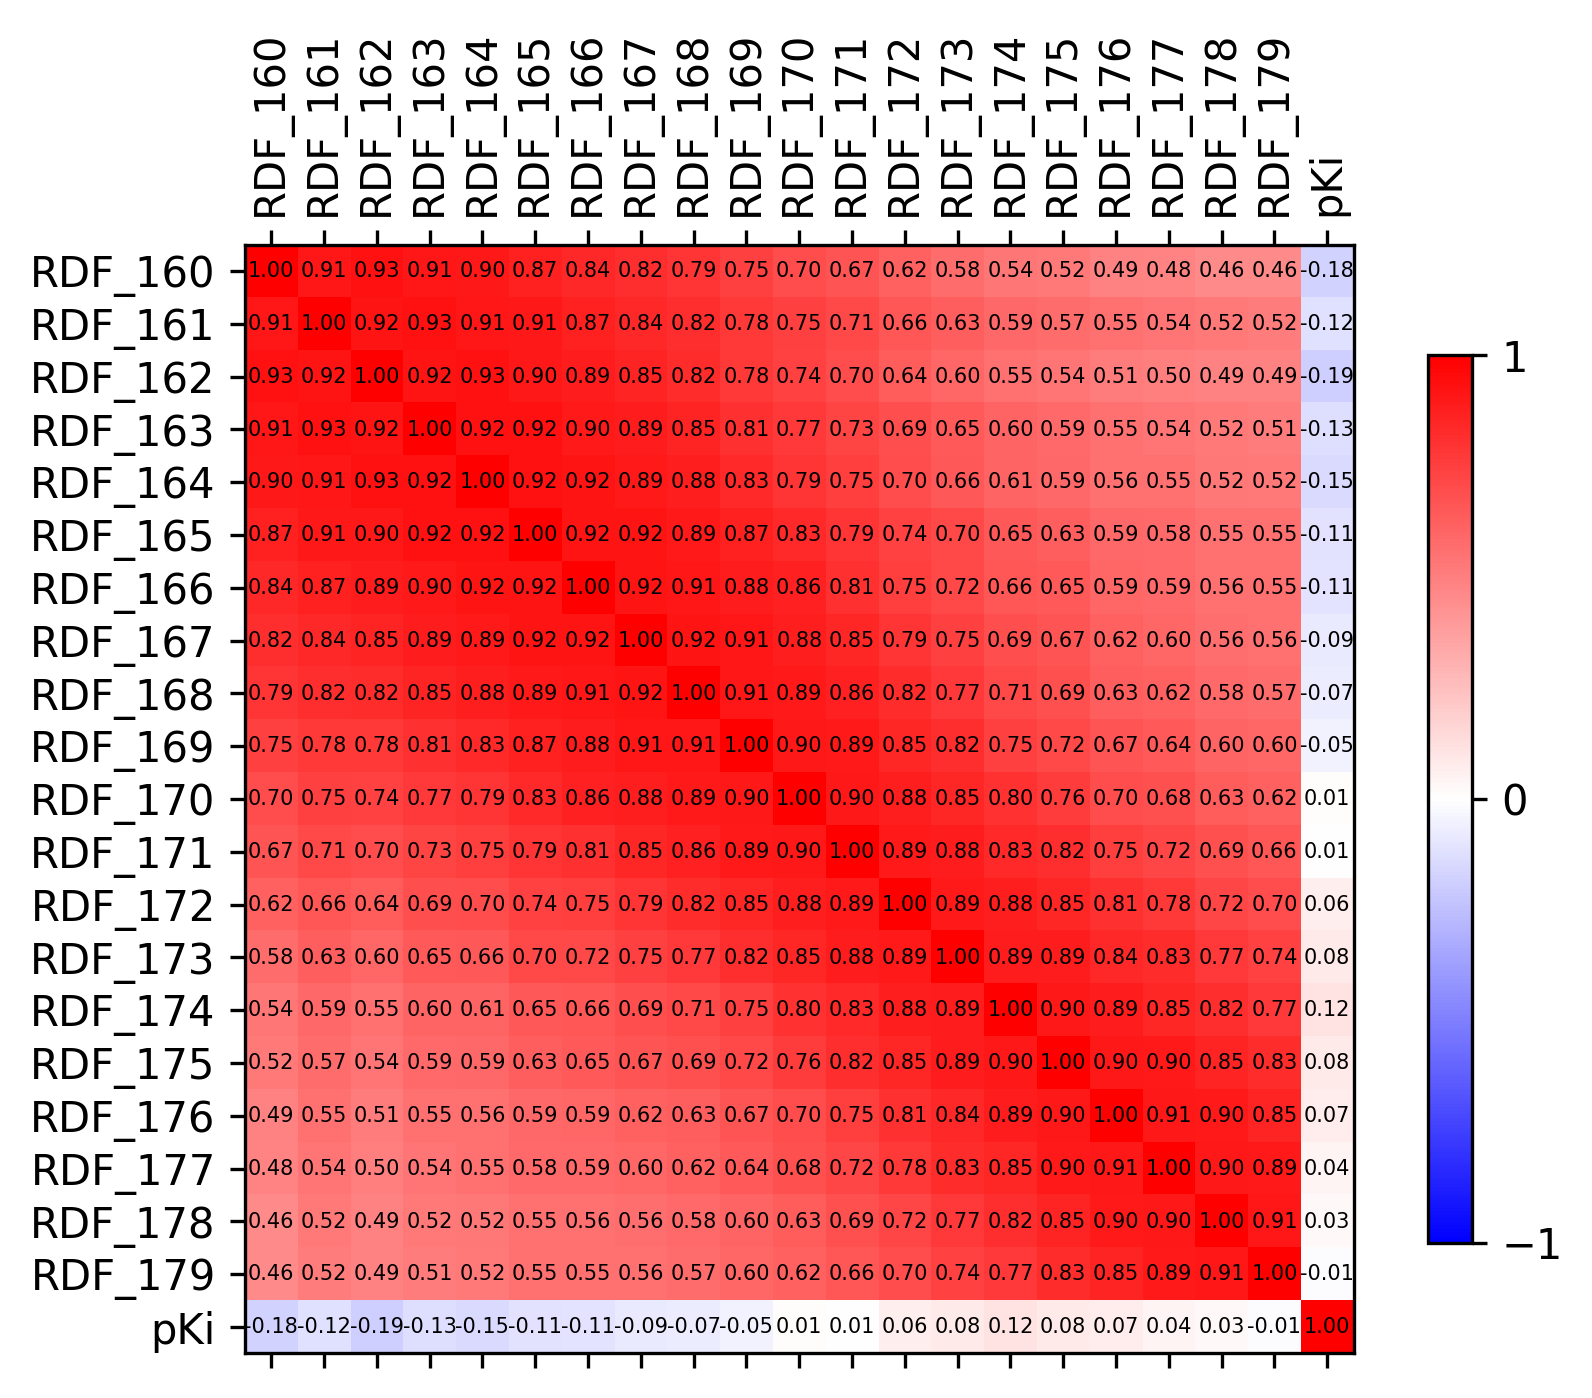 RDF_160 RDF_161 RDF_162 RDF_163 RDF_164 RDF_165 RDF_166 RDF_167 RDF_168 RDF_169 RDF_170 RDF_171 RDF_172 RDF_173 RDF_174 RDF_175 RDF_176 RDF_177 RDF_178 RDF_179 pKi
RDF_160 1.00 0.91 0.93 0.91 0.90 0.87 0.84 0.82 0.79 0.75 0.70 0.67 0.62 0.58 0.54 0.52 0.49 0.48 0.46 0.46 -0.18
RDF_161 0.91 1.00 0.92 0.93 0.91 0.91 0.87 0.84 0.82 0.78 0.75 0.71 0.66 0.63 0.59 0.57 0.55 0.54 0.52 0.52 -0.12
RDF_162 0.93 0.92 1.00 0.92 0.93 0.90 0.89 0.85 0.82 0.78 0.74 0.70 0.64 0.60 0.55 0.54 0.51 0.50 0.49 0.49 -0.19
RDF_163 0.91 0.93 0.92 1.00 0.92 0.92 0.90 0.89 0.85 0.81 0.77 0.73 0.69 0.65 0.60 0.59 0.55 0.54 0.52 0.51 -0.13
RDF_164 0.90 0.91 0.93 0.92 1.00 0.92 0.92 0.89 0.88 0.83 0.79 0.75 0.70 0.66 0.61 0.59 0.56 0.55 0.52 0.52 -0.15
RDF_165 0.87 0.91 0.90 0.92 0.92 1.00 0.92 0.92 0.89 0.87 0.83 0.79 0.74 0.70 0.65 0.63 0.59 0.58 0.55 0.55 -0.11
RDF_166 0.84 0.87 0.89 0.90 0.92 0.92 1.00 0.92 0.91 0.88 0.86 0.81 0.75 0.72 0.66 0.65 0.59 0.59 0.56 0.55 -0.11
RDF_167 0.82 0.84 0.85 0.89 0.89 0.92 0.92 1.00 0.92 0.91 0.88 0.85 0.79 0.75 0.69 0.67 0.62 0.60 0.56 0.56 -0.09
RDF_168 0.79 0.82 0.82 0.85 0.88 0.89 0.91 0.92 1.00 0.91 0.89 0.86 0.82 0.77 0.71 0.69 0.63 0.62 0.58 0.57 -0.07
RDF_169 0.75 0.78 0.78 0.81 0.83 0.87 0.88 0.91 0.91 1.00 0.90 0.89 0.85 0.82 0.75 0.72 0.67 0.64 0.60 0.60 -0.05
RDF_170 0.70 0.75 0.74 0.77 0.79 0.83 0.86 0.88 0.89 0.90 1.00 0.90 0.88 0.85 0.80 0.76 0.70 0.68 0.63 0.62 0.01
RDF_171 0.67 0.71 0.70 0.73 0.75 0.79 0.81 0.85 0.86 0.89 0.90 1.00 0.89 0.88 0.83 0.82 0.75 0.72 0.69 0.66 0.01
RDF_172 0.62 0.66 0.64 0.69 0.70 0.74 0.75 0.79 0.82 0.85 0.88 0.89 1.00 0.89 0.88 0.85 0.81 0.78 0.72 0.70 0.06
RDF_173 0.58 0.63 0.60 0.65 0.66 0.70 0.72 0.75 0.77 0.82 0.85 0.88 0.89 1.00 0.89 0.89 0.84 0.83 0.77 0.74 0.08
RDF_174 0.54 0.59 0.55 0.60 0.61 0.65 0.66 0.69 0.71 0.75 0.80 0.83 0.88 0.89 1.00 0.90 0.89 0.85 0.82 0.77 0.12
RDF_175 0.52 0.57 0.54 0.59 0.59 0.63 0.65 0.67 0.69 0.72 0.76 0.82 0.85 0.89 0.90 1.00 0.90 0.90 0.85 0.83 0.08
RDF_176 0.49 0.55 0.51 0.55 0.56 0.59 0.59 0.62 0.63 0.67 0.70 0.75 0.81 0.84 0.89 0.90 1.00 0.91 0.90 0.85 0.07
RDF_177 0.48 0.54 0.50 0.54 0.55 0.58 0.59 0.60 0.62 0.64 0.68 0.72 0.78 0.83 0.85 0.90 0.91 1.00 0.90 0.89 0.04
RDF_178 0.46 0.52 0.49 0.52 0.52 0.55 0.56 0.56 0.58 0.60 0.63 0.69 0.72 0.77 0.82 0.85 0.90 0.90 1.00 0.91 0.03
RDF_179 0.46 0.52 0.49 0.51 0.52 0.55 0.55 0.56 0.57 0.60 0.62 0.66 0.70 0.74 0.77 0.83 0.85 0.89 0.91 1.00 -0.01
pKi -0.18 -0.12 -0.19 -0.13 -0.15 -0.11 -0.11 -0.09 -0.07 -0.05 0.01 0.01 0.06 0.08 0.12 0.08 0.07 0.04 0.03 -0.01 1.00
1
0
−1